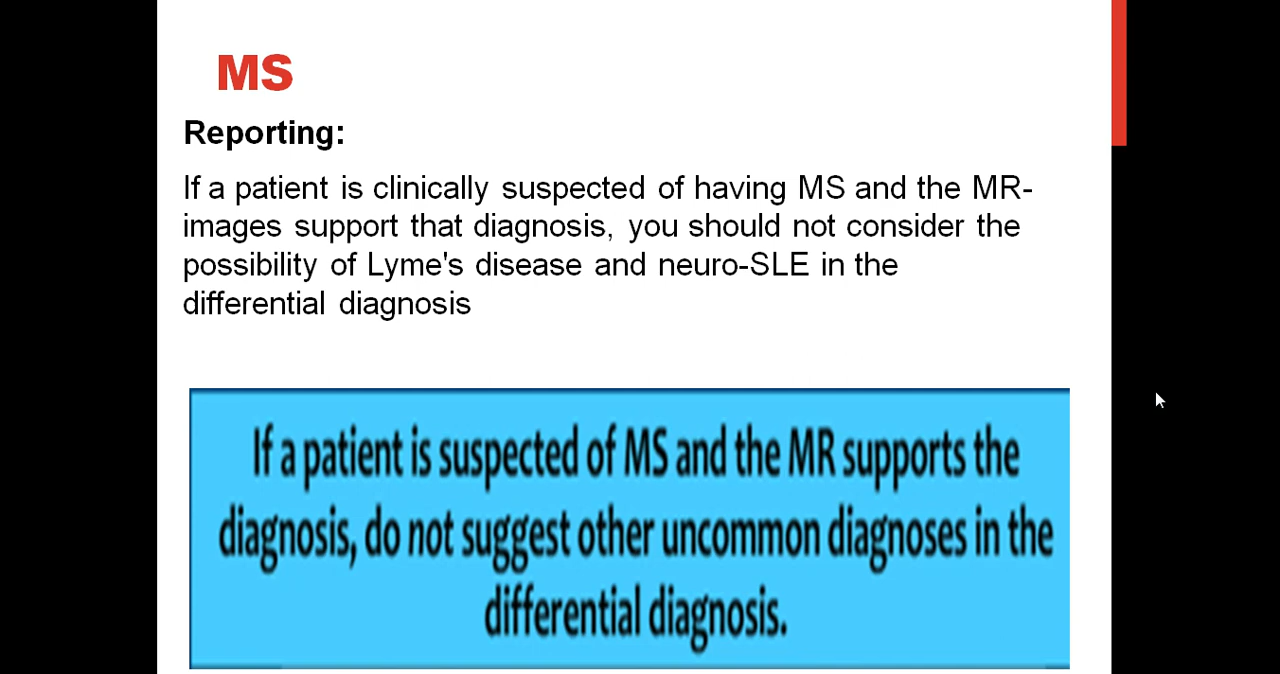 MS
Reporting:
If a patient is clinically suspected of having MS and the MR-
images support that diagnosis, you should not consider the
possibility of Lyme's disease and neuro-SLE in the
differential diagnosis
If a patient is suspected of MS and the MR supports the
diagnosis, do not suggest other uncommon diagnoses in the
differential diagnosis.